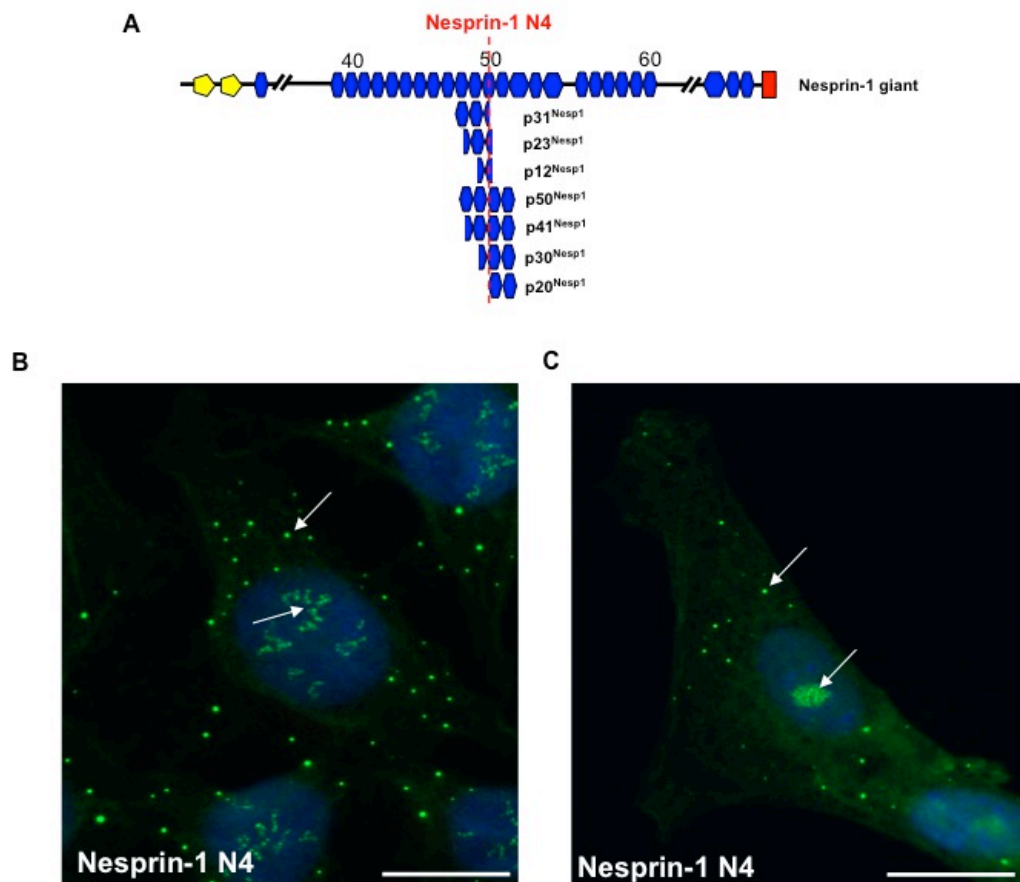 A
Nesprin-1 N4
40 50 60
Nesprin-1 giant
p31Nesp1
p23Nesp1
p12Nesp1
p50Nesp1
p41Nesp1
p30Nesp1
p20Nesp1
B
C
Nesprin-1 N4
Nesprin-1 N4